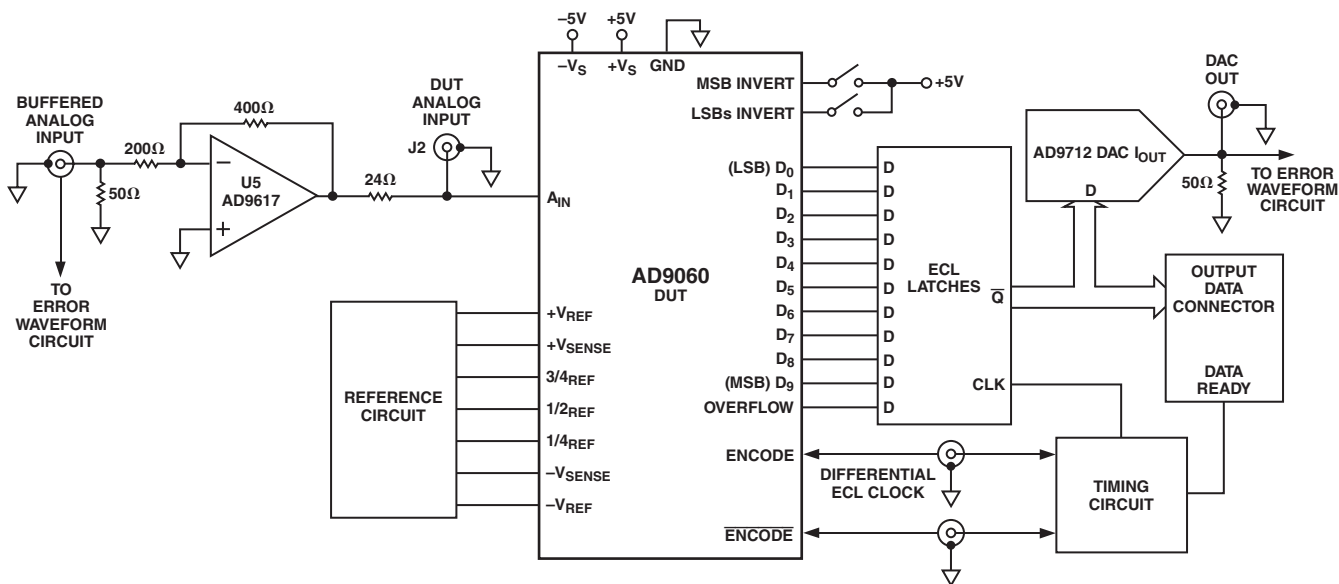 –5V
+5V
–VS
+VS
GND
DUT
ANALOG
INPUT
J2
BUFFERED
ANALOG
INPUT
400Ω
200Ω
50Ω
–
+
U5
AD9617
24Ω
AIN
TO
ERROR
WAVEFORM
CIRCUIT
REFERENCE
CIRCUIT
+VREF
+VSENSE
3/4REF
1/2REF
1/4REF
–VSENSE
–VREF
AD9060
DUT
MSB INVERT
LSBs INVERT
+5V
(LSB) D0
D1
D2
D3
D4
D5
D6
D7
D8
(MSB) D9
OVERFLOW
ENCODE
ENCODE
D
D
D
D
D
D
D
D
D
D
D
ECL
LATCHES
Q
CLK
DIFFERENTIAL
ECL CLOCK
TIMING
CIRCUIT
DAC
OUT
AD9712 DAC IOUT
D
50Ω
TO ERROR
WAVEFORM
CIRCUIT
OUTPUT
DATA
CONNECTOR
DATA
READY